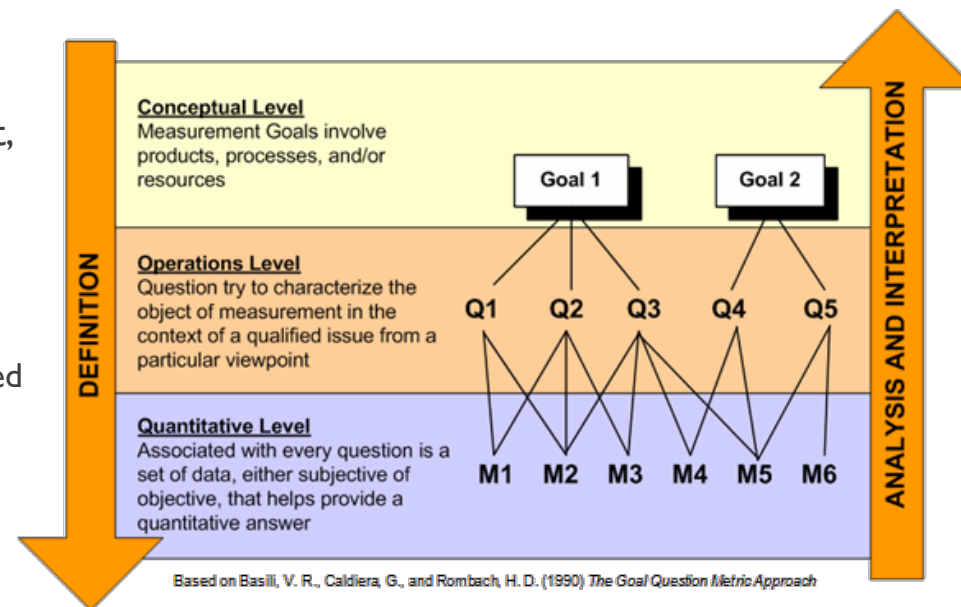 t,
ed
DEFINITION
Conceptual Level
Measurement Goals involve
products, processes, and/or
resources
Goal 1
Goal 2
Operations Level
Question try to characterize the
object of measurement in the
context of a qualified issue from a
particular viewpoint
Q1 Q2 Q3 Q4 Q5
Quantitative Level
Associated with every question is a
set of data, either subjective of
objective, that helps provide a
quantitative answer
M1 M2 M3 M4 M5 M6
ANALYSIS AND INTERPRETATION
Based on Basili, V. R., Caldiera, G., and Rombach, H. D. (1990) The Goal Question Metric Approach